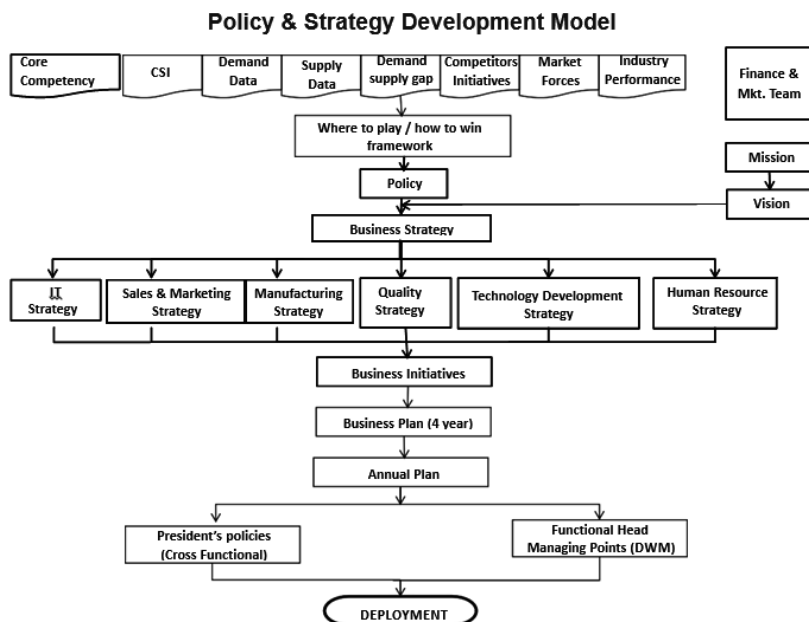 Policy & Strategy Development Model
Core
Competency
CSI
Demand
Data
Supply
Data
Demand
supply gap
Competitors
Initiatives
Market
Forces
Industry
Performance
Finance &
Mkt. Team
Where to play / how to win
framework
Mission
Policy
Vision
Business Strategy
IT
Strategy
Sales & Marketing
Strategy
Manufacturing
Strategy
Quality
Strategy
Technology Development
Strategy
Human Resource
Strategy
Business Initiatives
Business Plan (4 year)
Annual Plan
President's policies
(Cross Functional)
Functional Head
Managing Points (DWM)
DEPLOYMENT